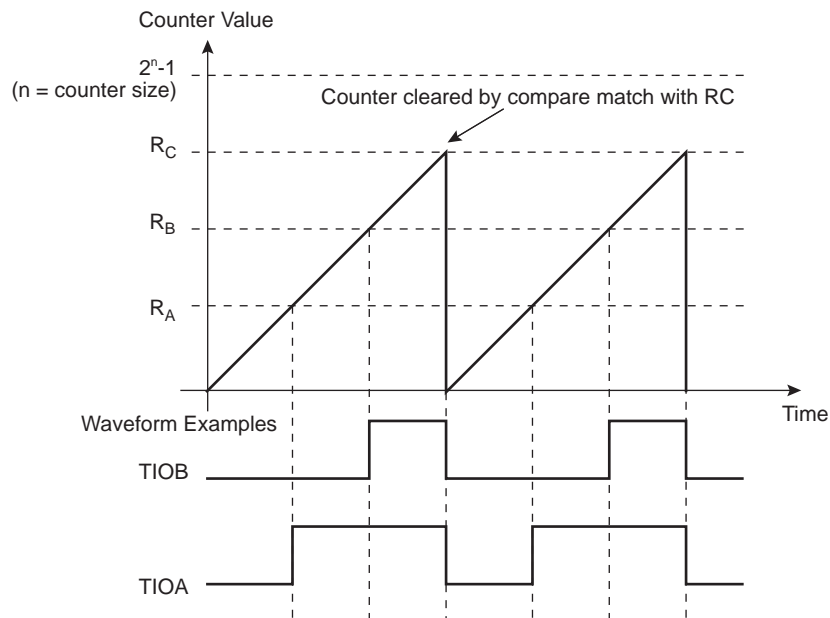 Counter Value
2ⁿ-1
(n = counter size)
Counter cleared by compare match with RC
R_C
R_B
R_A
Time
Waveform Examples
TIOB
TIOA